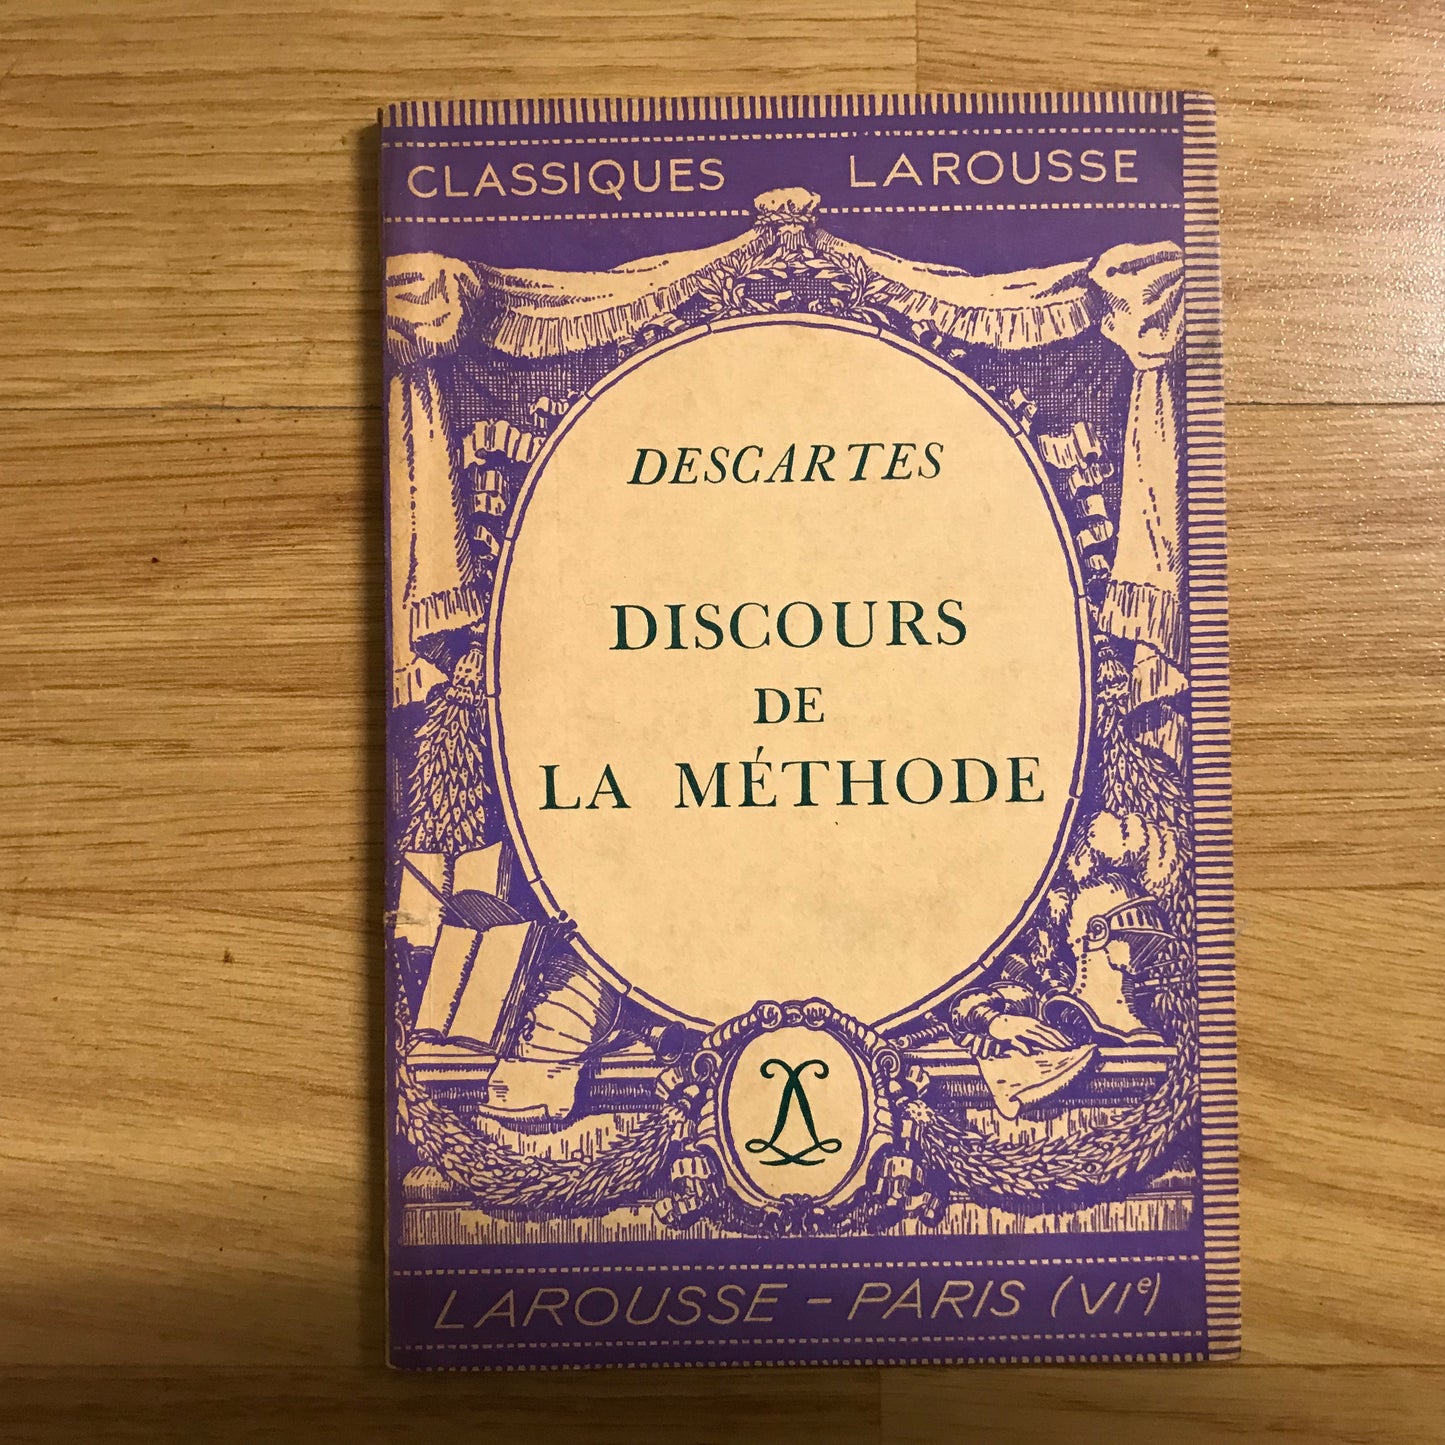 CLASSIQUES LAROUSSE
DESCARTES
DISCOURS
DE
LA MÉTHODE
LAROUSSE – PARIS (VIe)